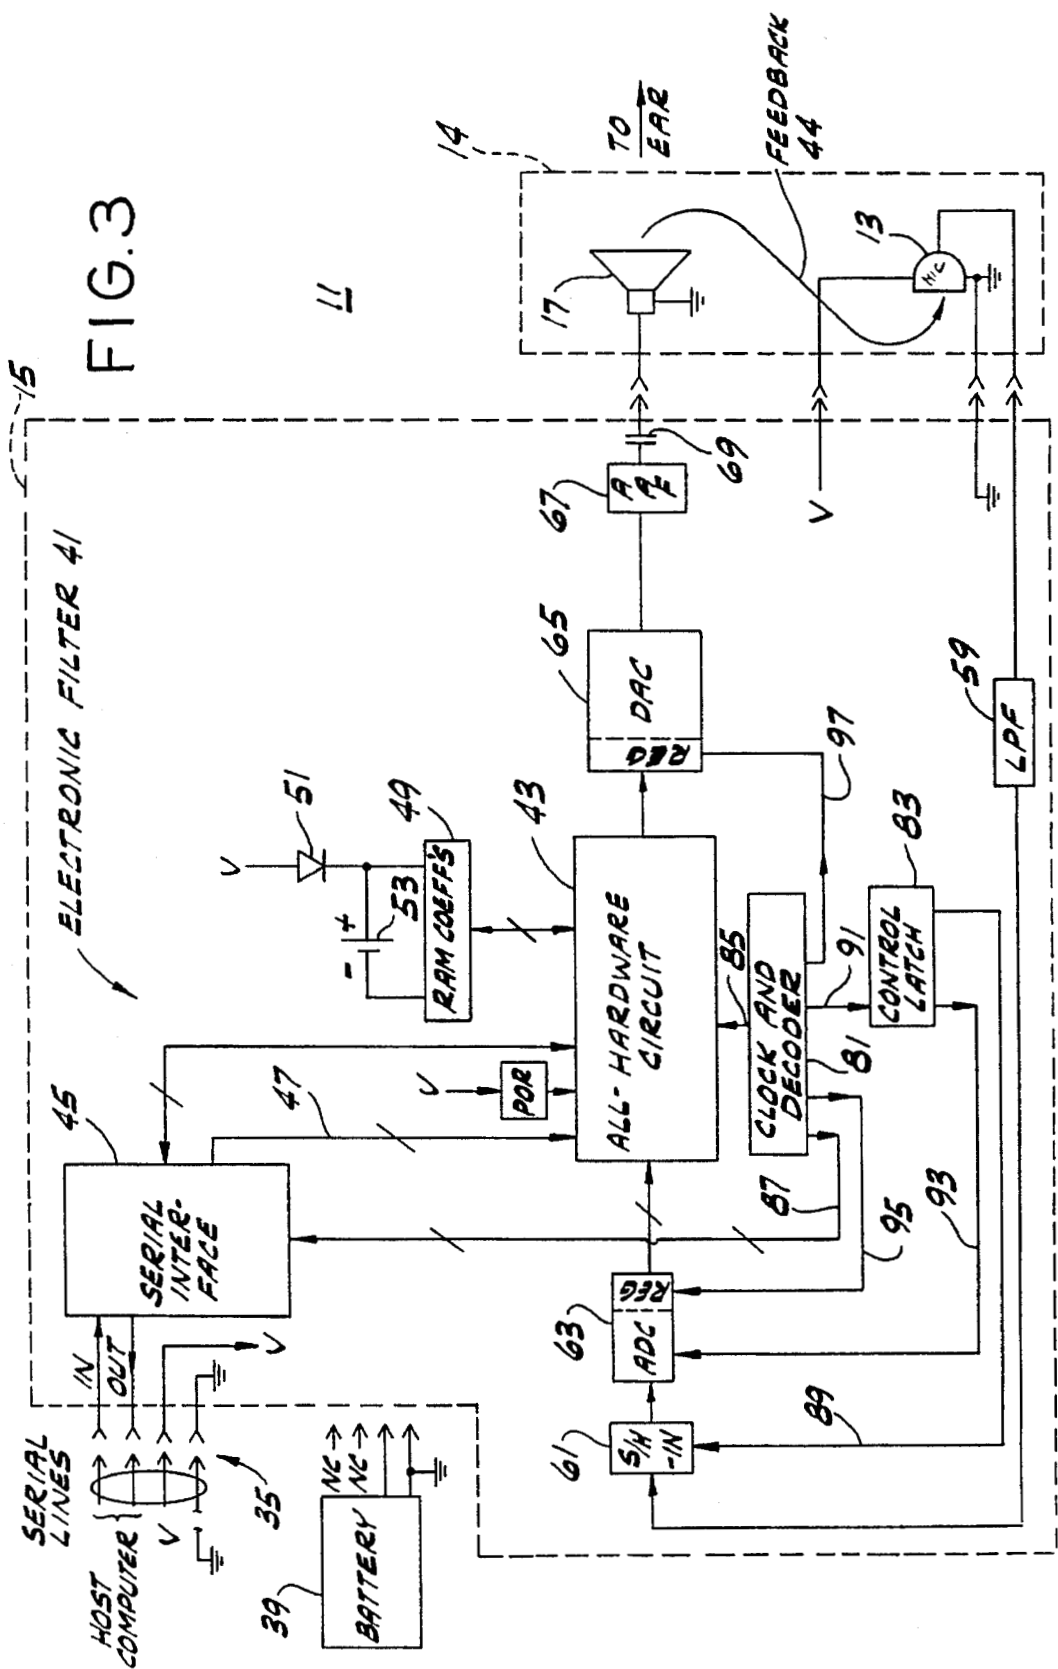 FIG.3
11
15
ELECTRONIC FILTER 41
14
TO
EAR
FEEDBACK
44
17
13
MIC
V
69
67
AAF
65
DAC
REG
97
59
LPF
V
51
+
-
53
49
RAM COEFF'S
43
ALL-HARDWARE
CIRCUIT
V
POR
85
CLOCK AND
DECODER
81
91
83
CONTROL
LATCH
45
47
SERIAL
INTER-
FACE
87
95
93
89
63
ADC
REG
61
S/H
-IN
IN
OUT
V
SERIAL
LINES
HOST
COMPUTER
V
35
39
BATTERY
NC
NC